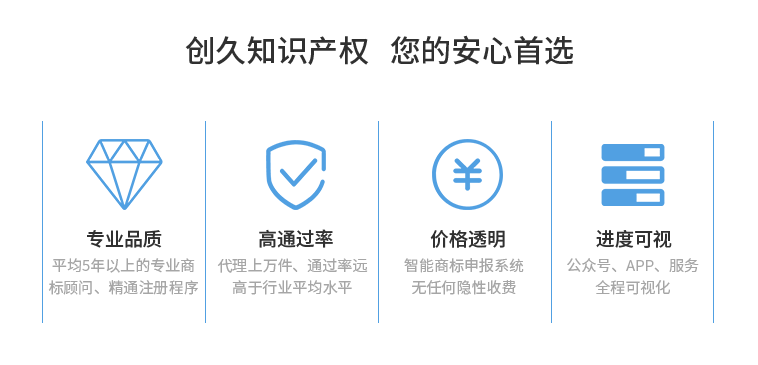 创久知识产权 您的安心首选
专业品质
平均5年以上的专业商
标顾问、精通注册程序
高通过率
代理上万件、通过率远
高于行业平均水平
价格透明
智能商标申报系统
无任何隐性收费
进度可视
公众号、APP、服务
全程可视化